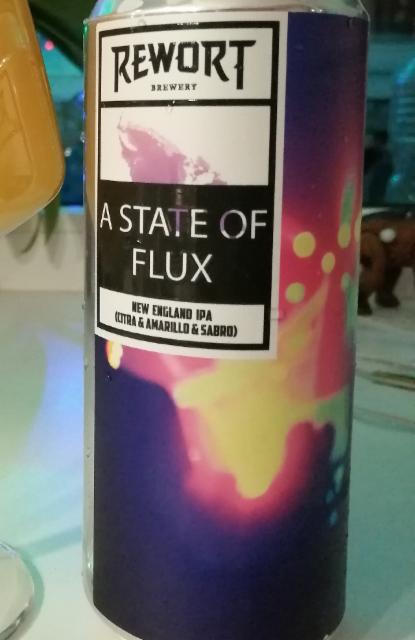 REWORT
BREWERY
A STATE OF
FLUX
NEW ENGLAND IPA
(CITRA & AMARILLO & SABRO)